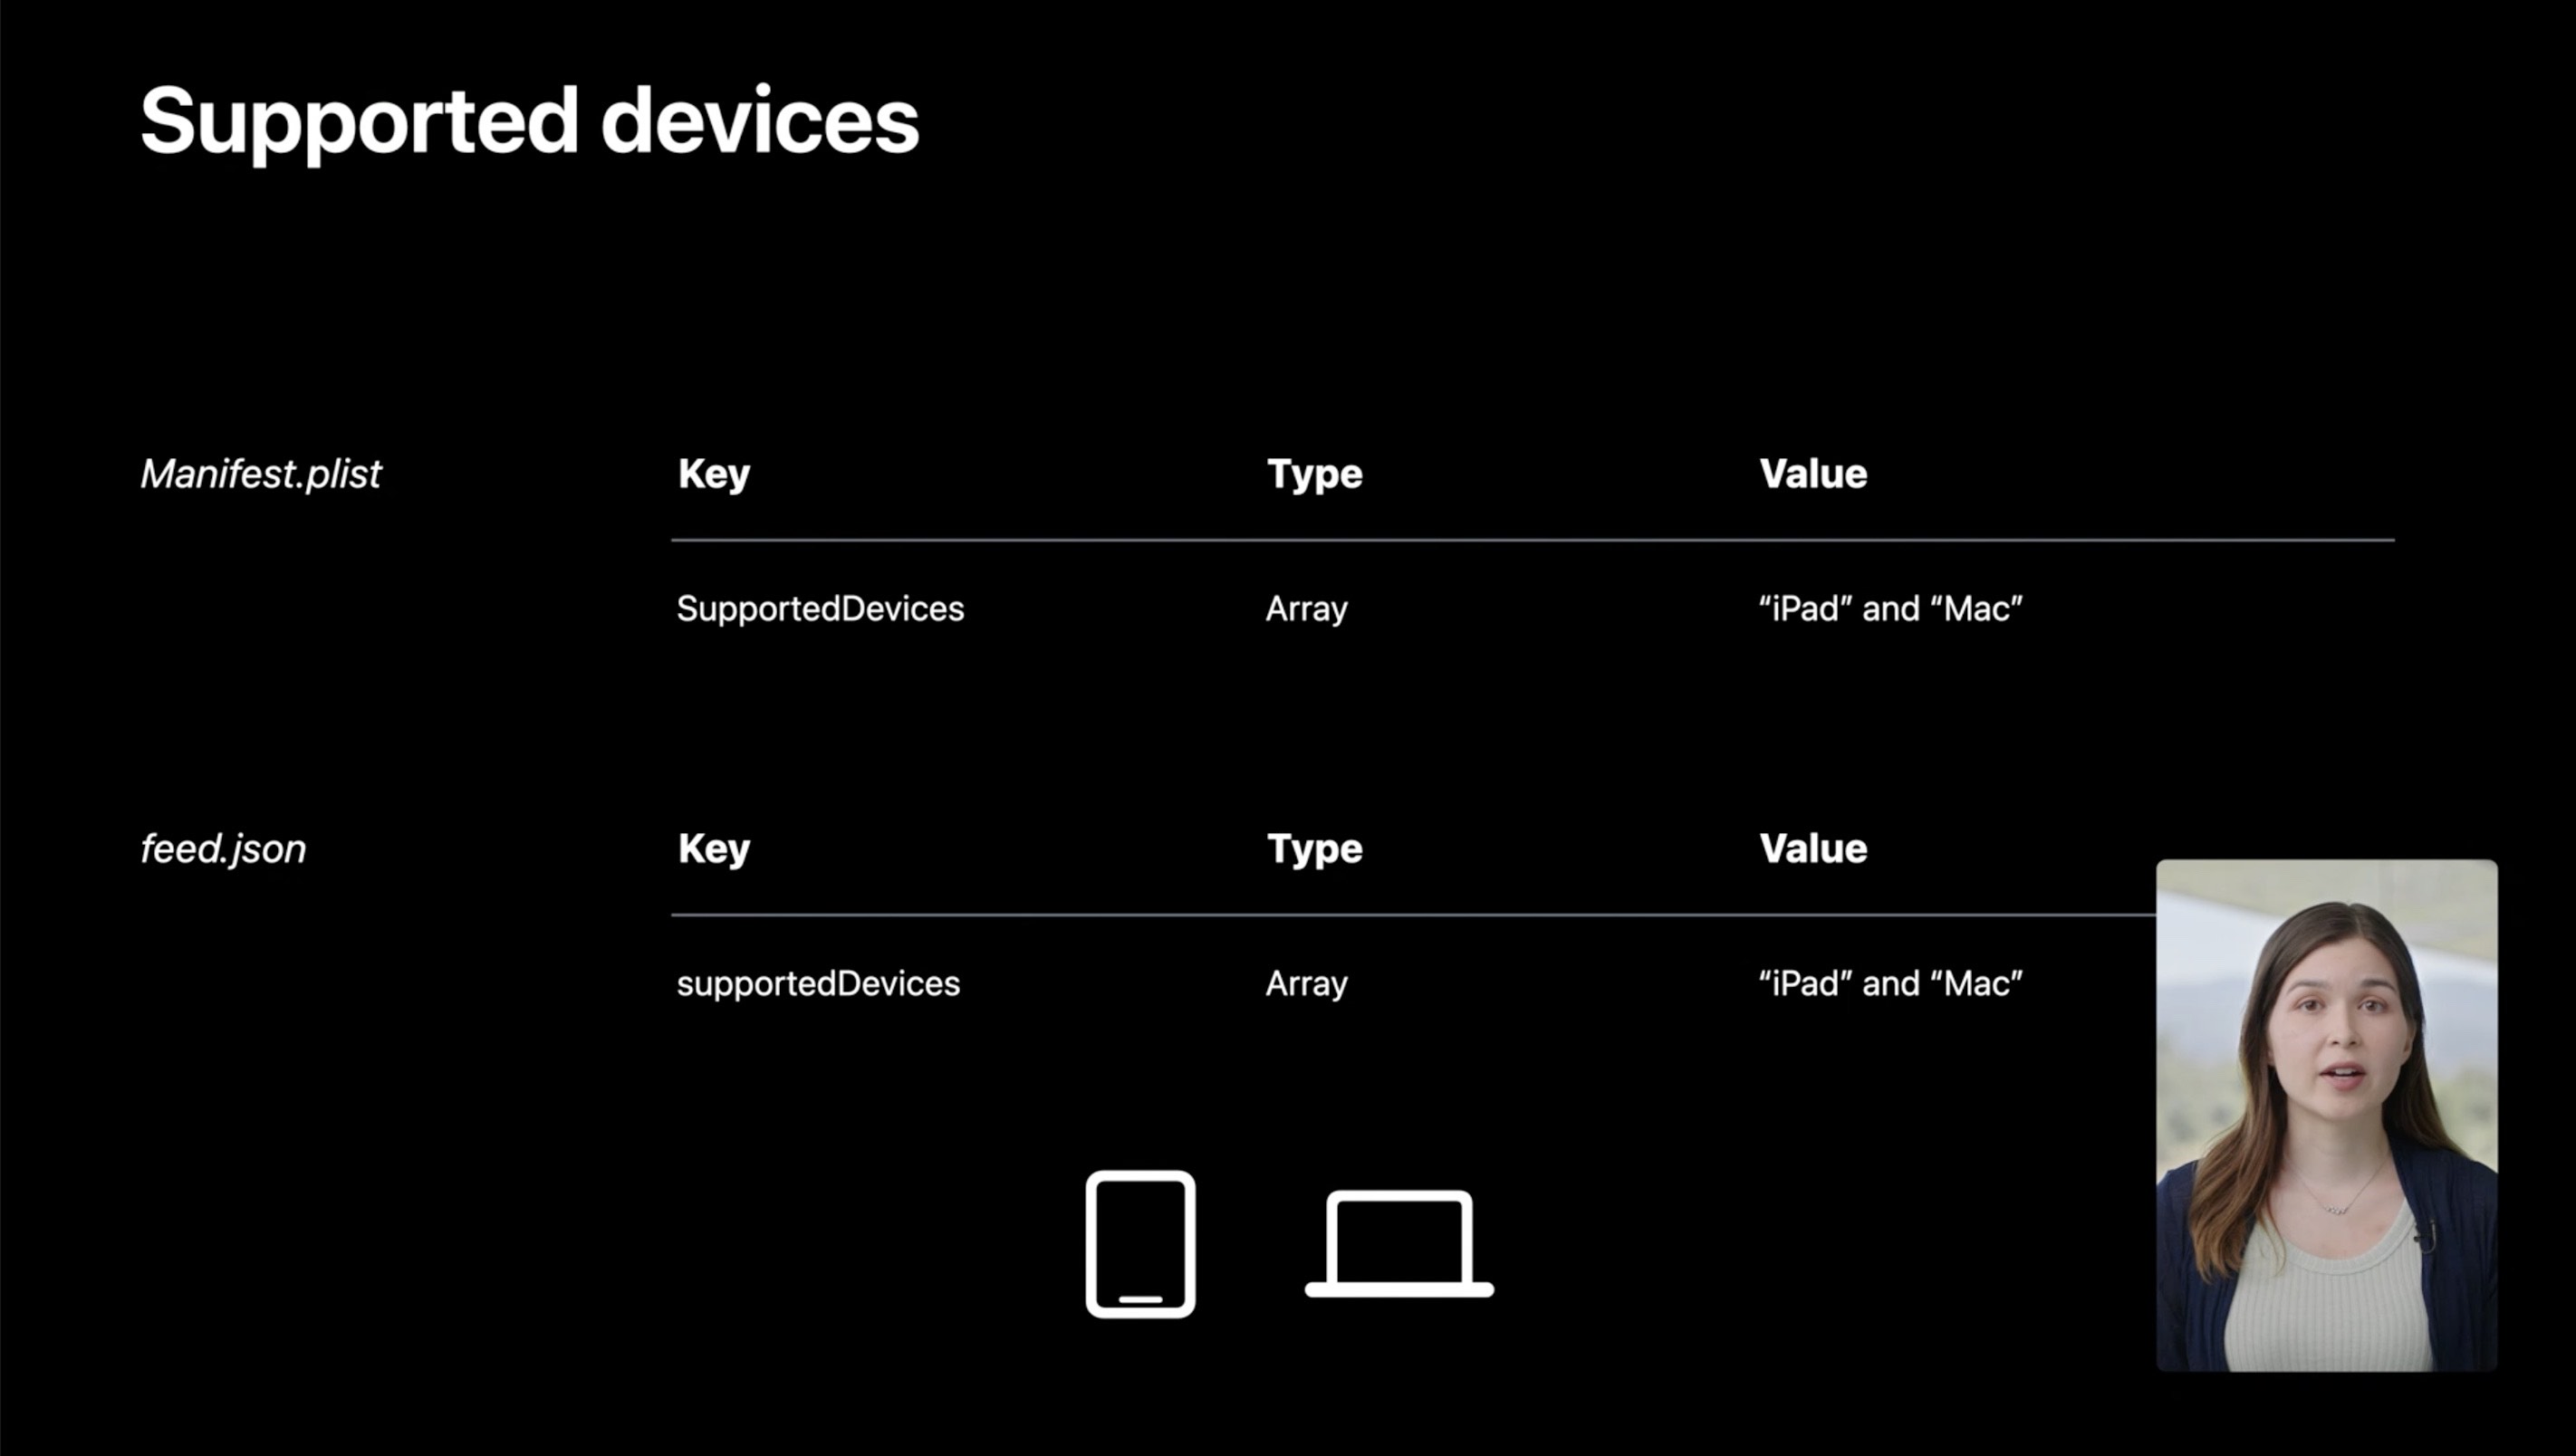 Supported devices
Manifest.plist
Key Type Value
SupportedDevices Array “iPad” and “Mac”
feed.json
Key Type Value
supportedDevices Array “iPad” and “Mac”